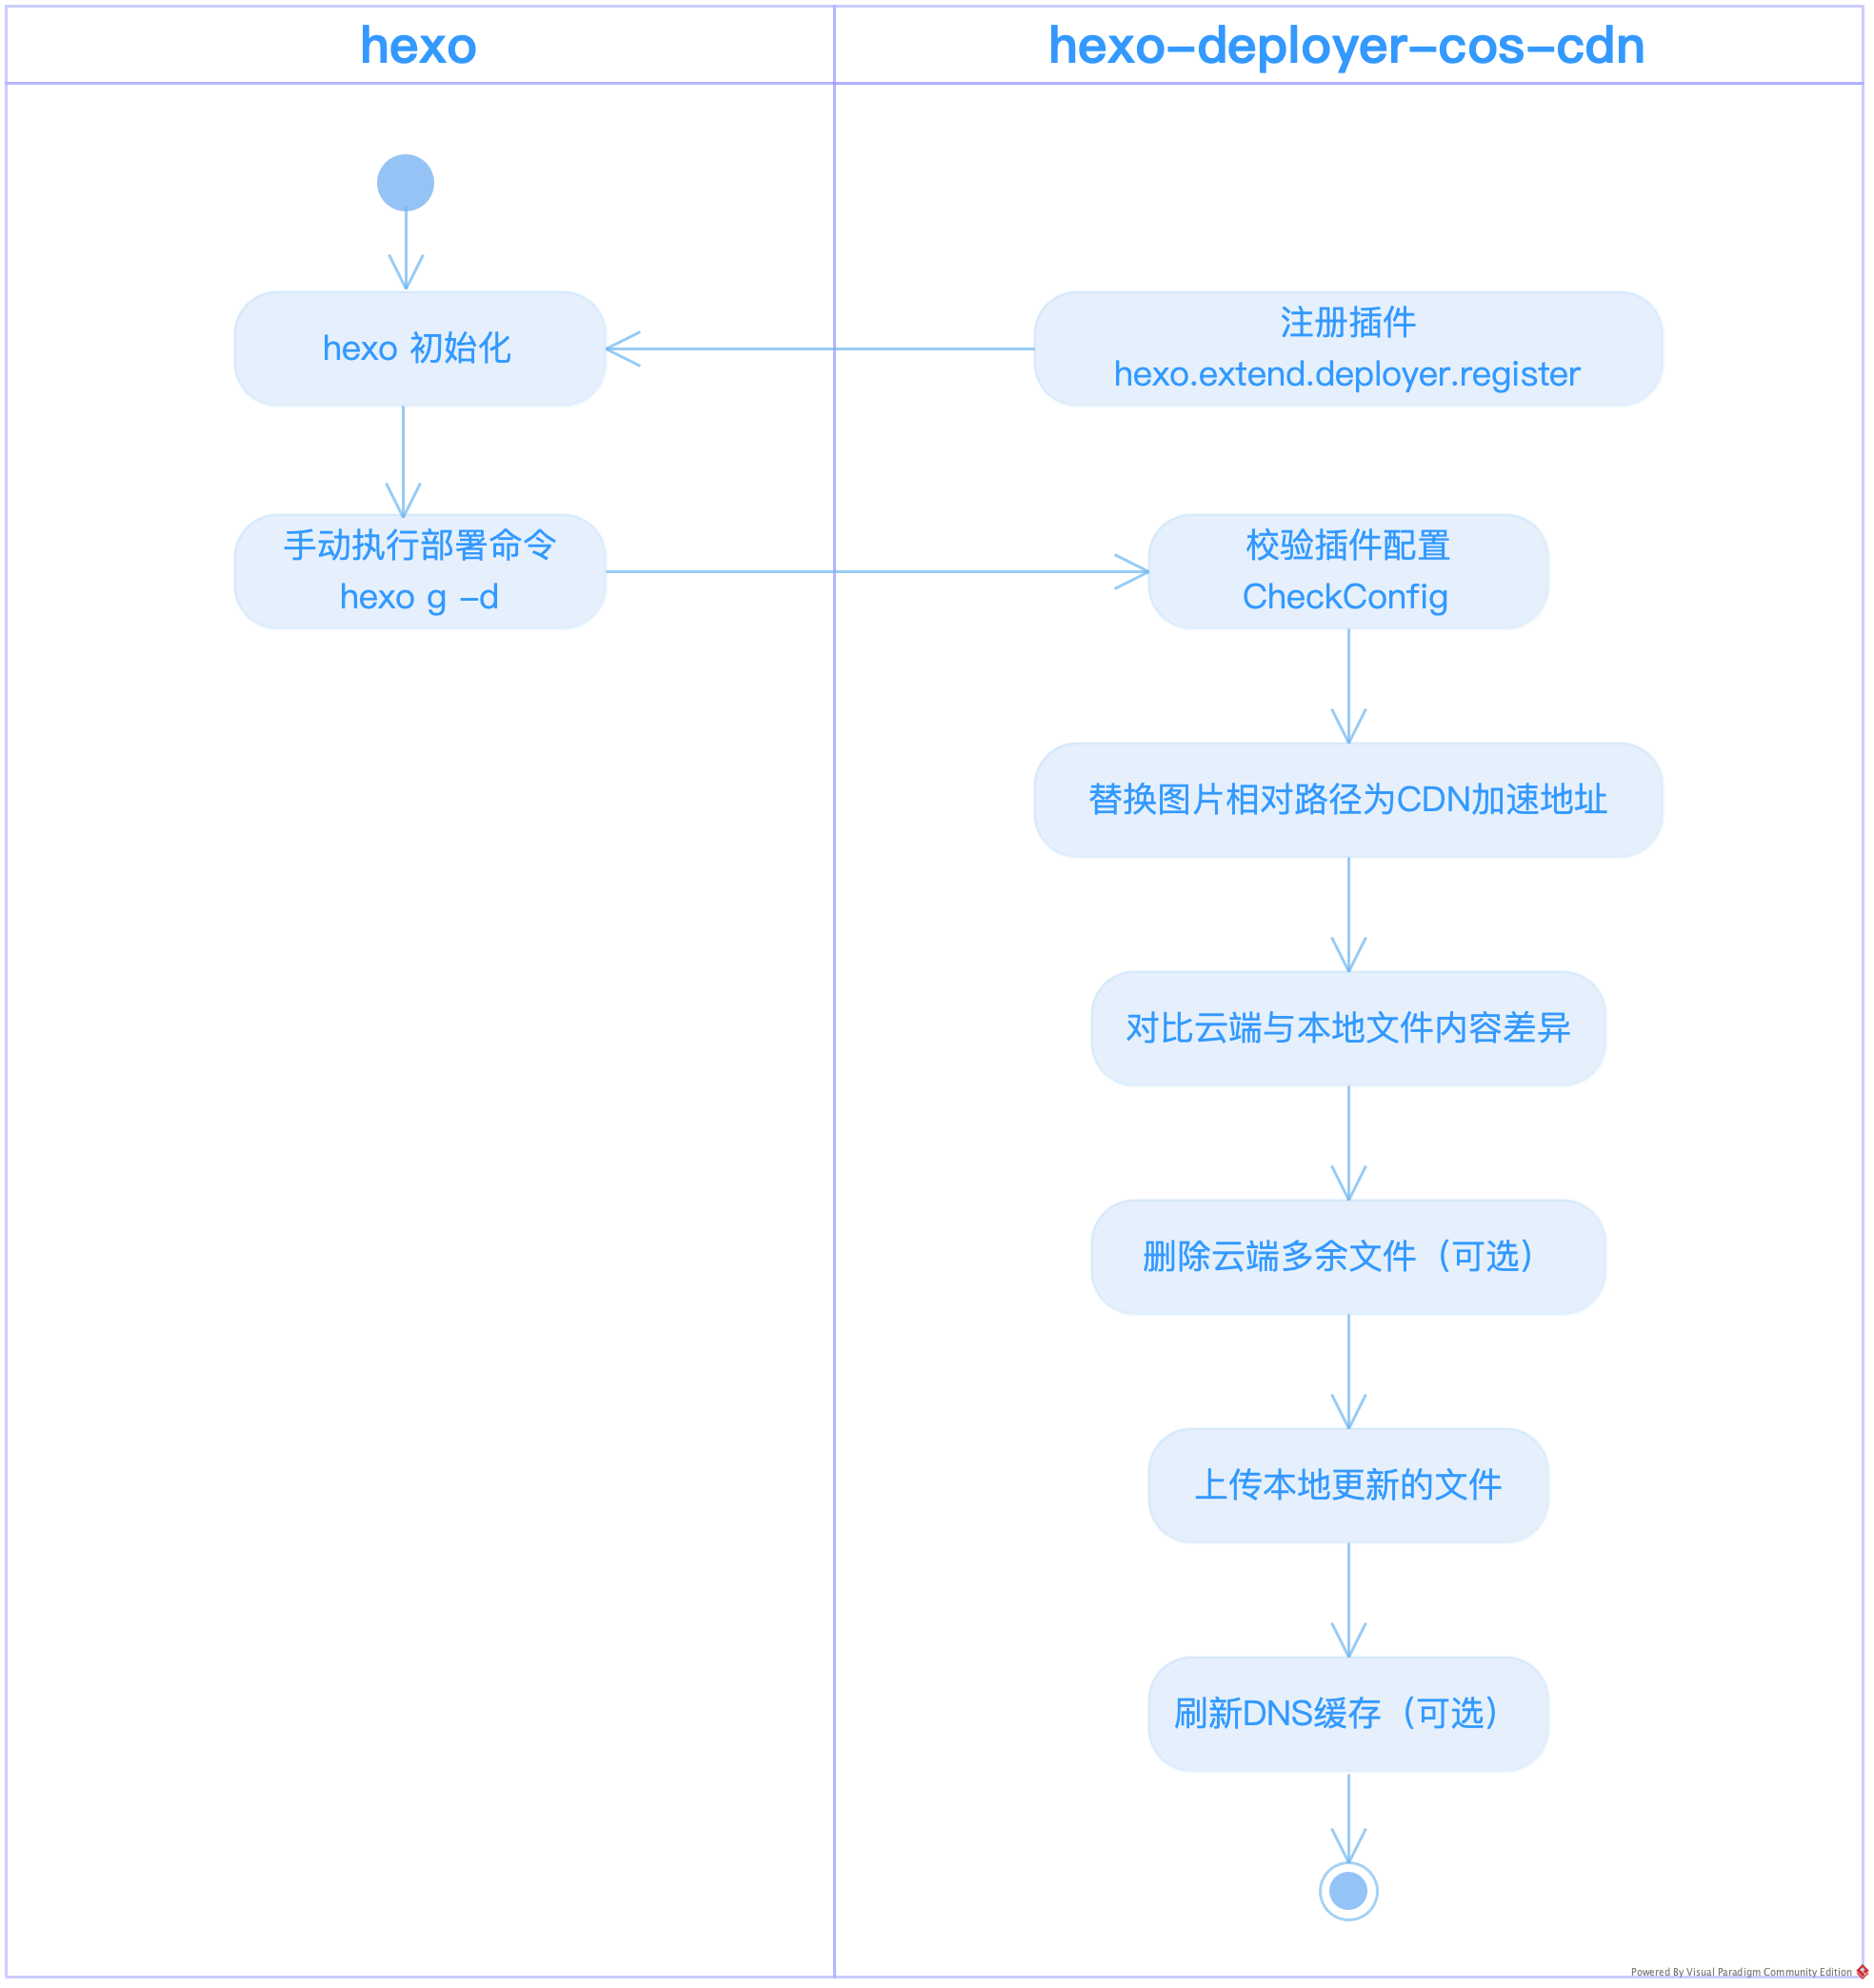 hexo
hexo-deployer-cos-cdn
hexo 初始化
注册插件
hexo.extend.deployer.register
手动执行部署命令
hexo g -d
校验插件配置
CheckConfig
替换图片相对路径为CDN加速地址
对比云端与本地文件内容差异
删除云端多余文件（可选）
上传本地更新的文件
刷新DNS缓存（可选）
Powered By Visual Paradigm Community Edition